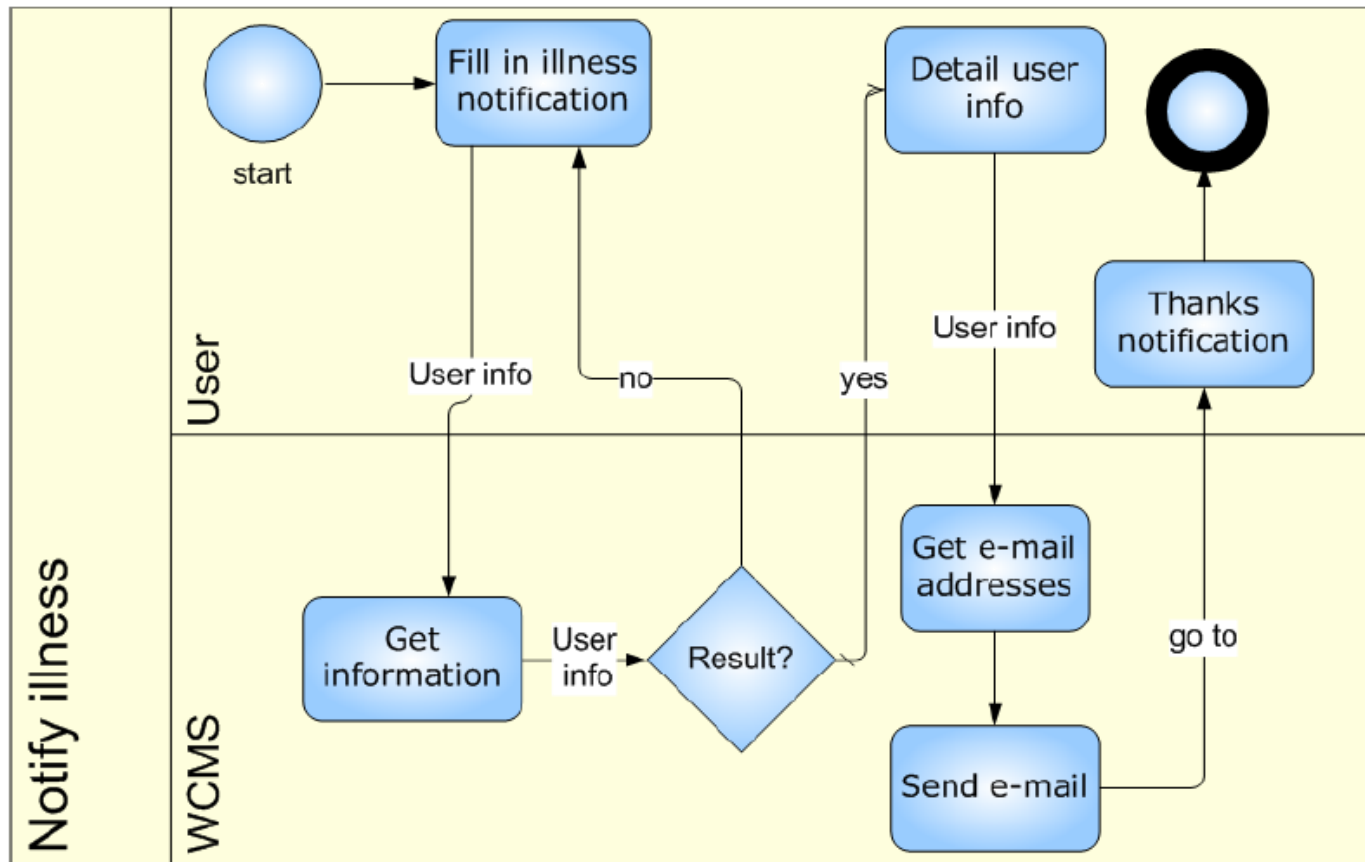 Notify illness
User
WCMS
start
Fill in illness
notification
User info
no
yes
Detail user
info
User info
Thanks
notification
Get
information
User
info
Result?
Get e-mail
addresses
Send e-mail
go to